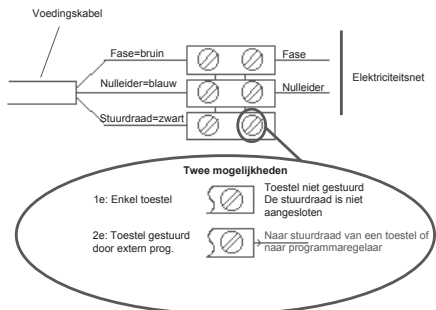 Voedingskabel
Fase=bruin
Fase
Nulleider=blauw
Nulleider
Elektriciteitsnet
Stuurdraad=zwart
Twee mogelijkheden
1e: Enkel toestel
Toestel niet gestuurd
De stuurdraad is niet
aangesloten
2e: Toestel gestuurd
door extern prog.
Naar stuurdraad van een toestel of
naar programmaregelaar